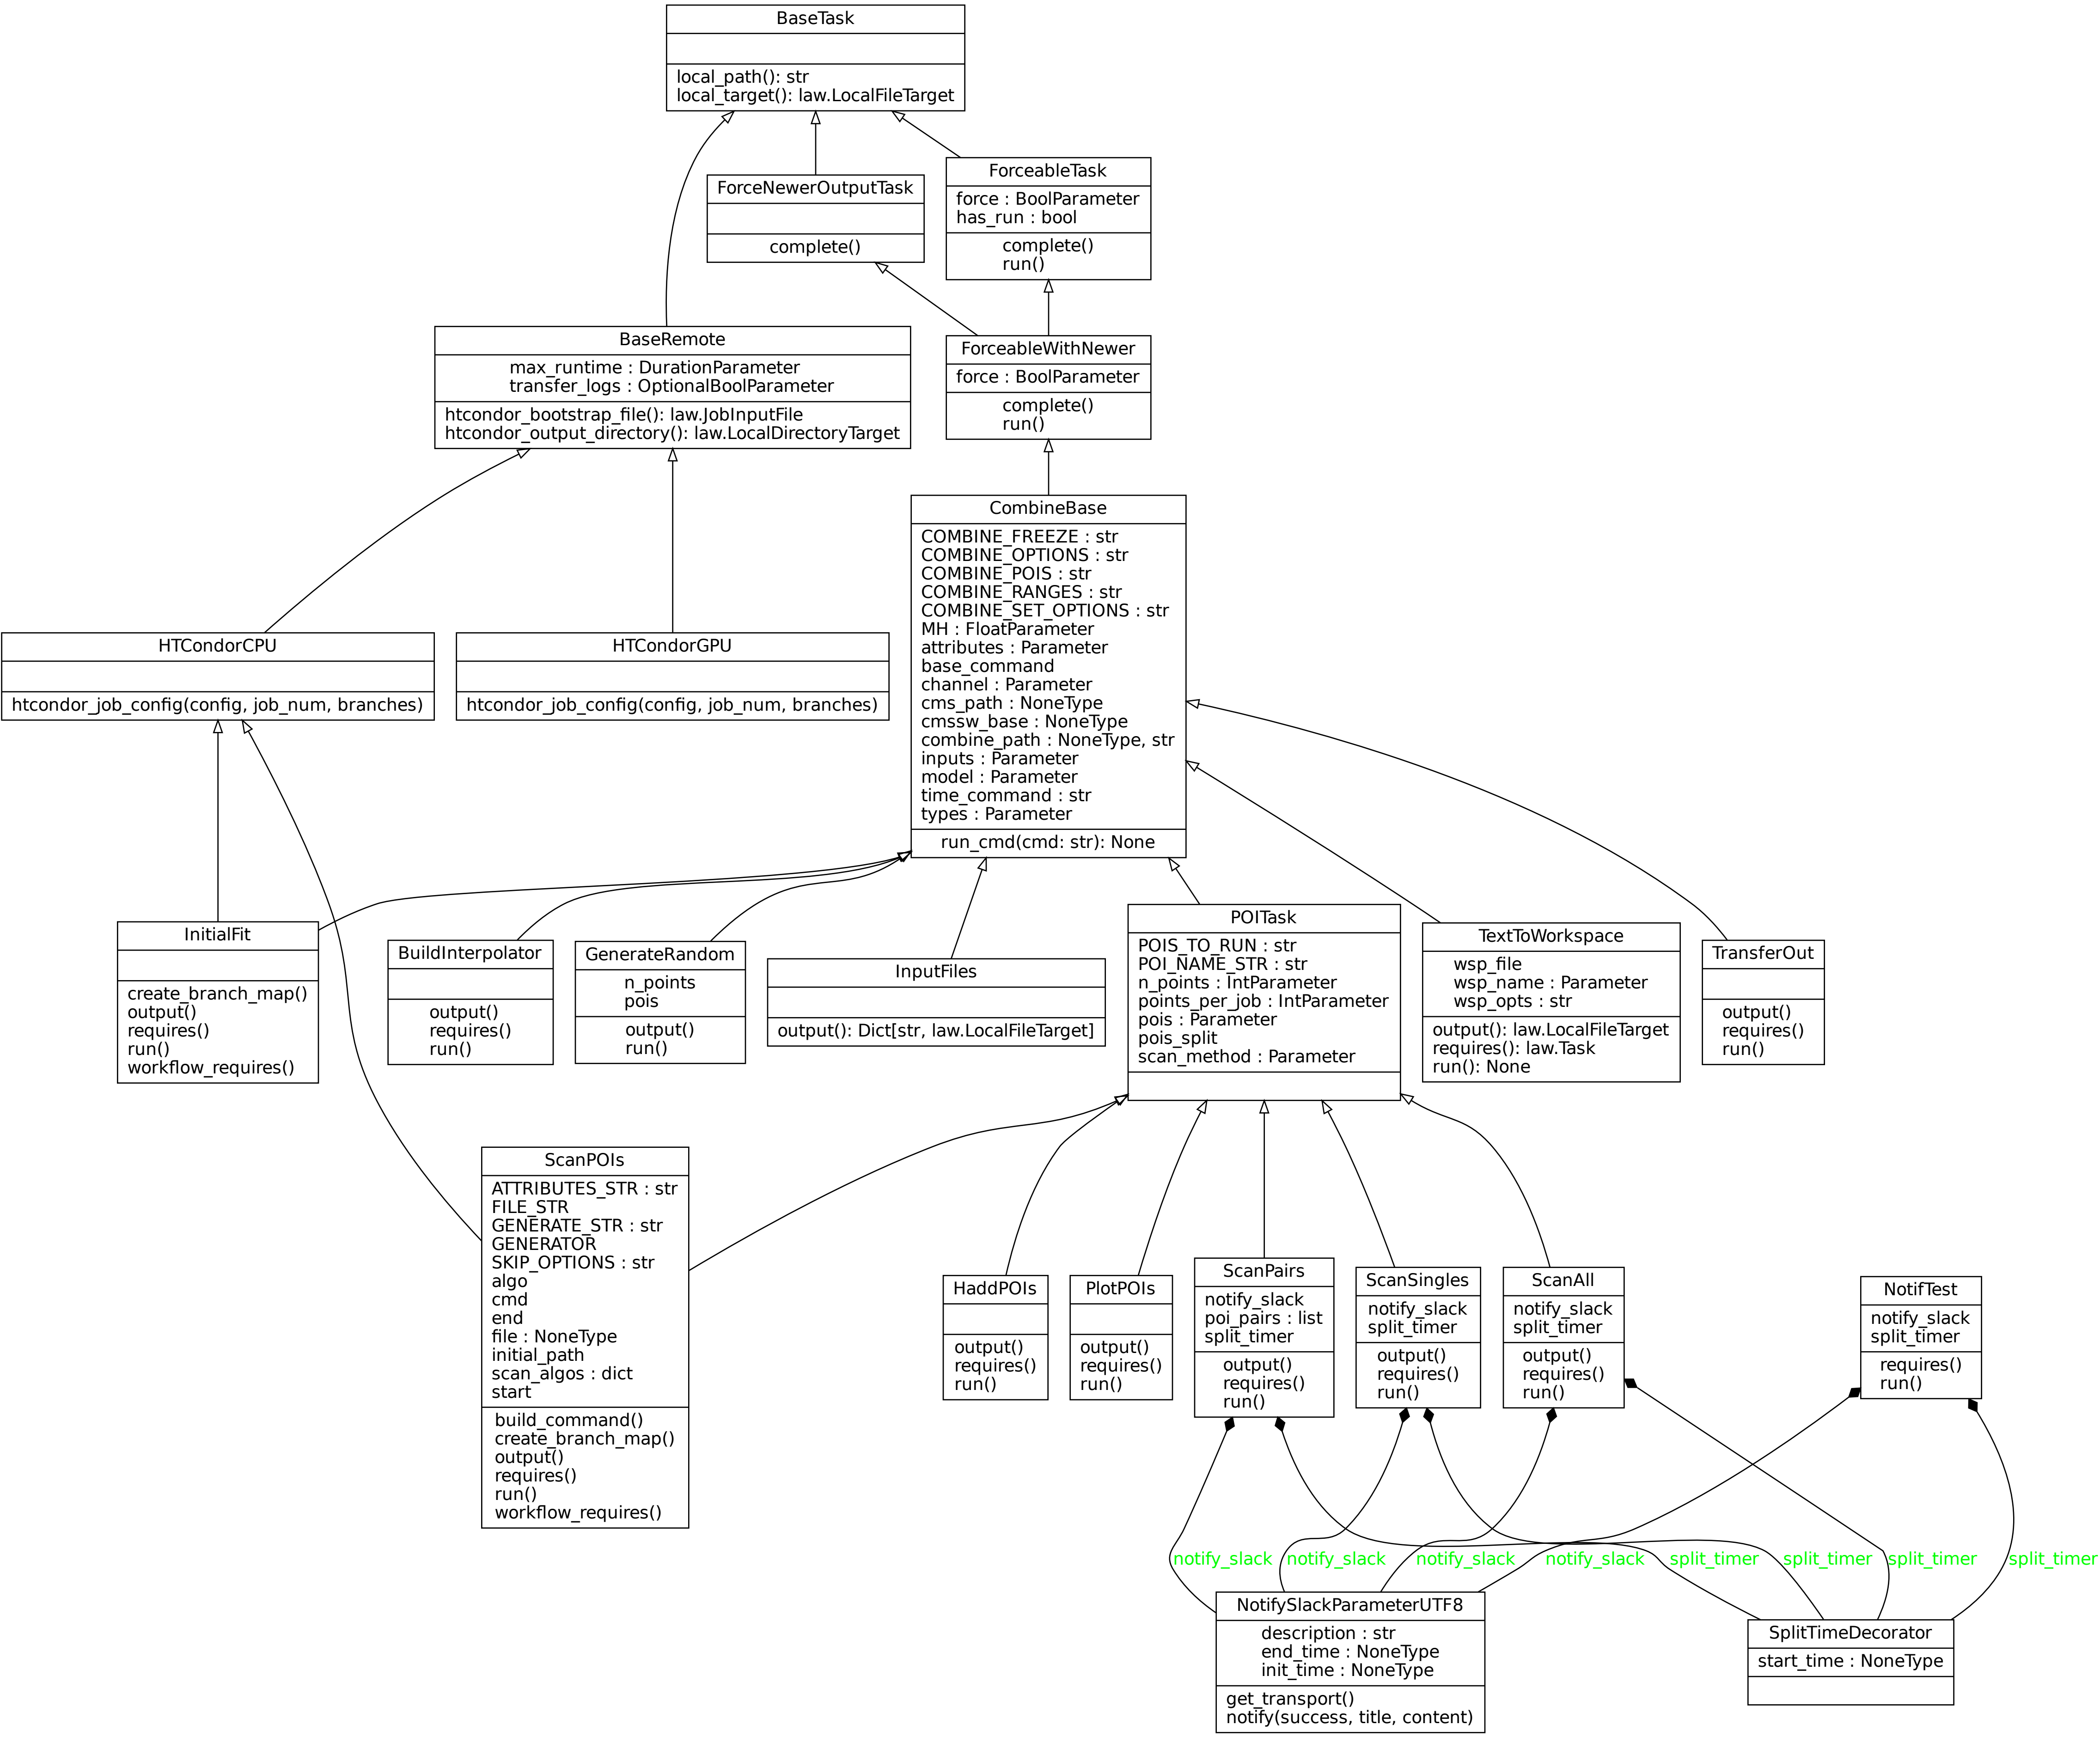 BaseTask
local_path(): str
local_target(): law.LocalFileTarget
ForceNewerOutputTask
complete()
ForceableTask
force : BoolParameter
has_run : bool
complete()
run()
BaseRemote
max_runtime : DurationParameter
transfer_logs : OptionalBoolParameter
htcondor_bootstrap_file(): law.JobInputFile
htcondor_output_directory(): law.LocalDirectoryTarget
ForceableWithNewer
force : BoolParameter
complete()
run()
CombineBase
COMBINE_FREEZE : str
COMBINE_OPTIONS : str
COMBINE_POIS : str
COMBINE_RANGES : str
COMBINE_SET_OPTIONS : str
MH : FloatParameter
attributes : Parameter
base_command
channel : Parameter
cms_path : NoneType
cmssw_base : NoneType
combine_path : NoneType, str
inputs : Parameter
model : Parameter
time_command : str
types : Parameter
run_cmd(cmd: str): None
HTCondorCPU
htcondor_job_config(config, job_num, branches)
HTCondorGPU
htcondor_job_config(config, job_num, branches)
InitialFit
create_branch_map()
output()
requires()
run()
workflow_requires()
BuildInterpolator
output()
requires()
run()
GenerateRandom
n_points
pois
output()
run()
InputFiles
output(): Dict[str, law.LocalFileTarget]
POITask
POIS_TO_RUN : str
POI_NAME_STR : str
n_points : IntParameter
points_per_job : IntParameter
pois : Parameter
pois_split
scan_method : Parameter
TextToWorkspace
wsp_file
wsp_name : Parameter
wsp_opts : str
output(): law.LocalFileTarget
requires(): law.Task
run(): None
TransferOut
output()
requires()
run()
ScanPOIs
ATTRIBUTES_STR : str
FILE_STR
GENERATE_STR : str
GENERATOR
SKIP_OPTIONS : str
algo
cmd
end
file : NoneType
initial_path
scan_algos : dict
start
build_command()
create_branch_map()
output()
requires()
run()
workflow_requires()
HaddPOIs
output()
requires()
run()
PlotPOIs
output()
requires()
run()
ScanPairs
notify_slack
poi_pairs : list
split_timer
output()
requires()
run()
ScanSingles
notify_slack
split_timer
output()
requires()
run()
ScanAll
notify_slack
split_timer
output()
requires()
run()
NotifTest
notify_slack
split_timer
requires()
run()
notify_slack
notify_slack
notify_slack
notify_slack
split_timer
split_timer
split_timer
split_timer
NotifySlackParameterUTF8
description : str
end_time : NoneType
init_time : NoneType
get_transport()
notify(success, title, content)
SplitTimeDecorator
start_time : NoneType